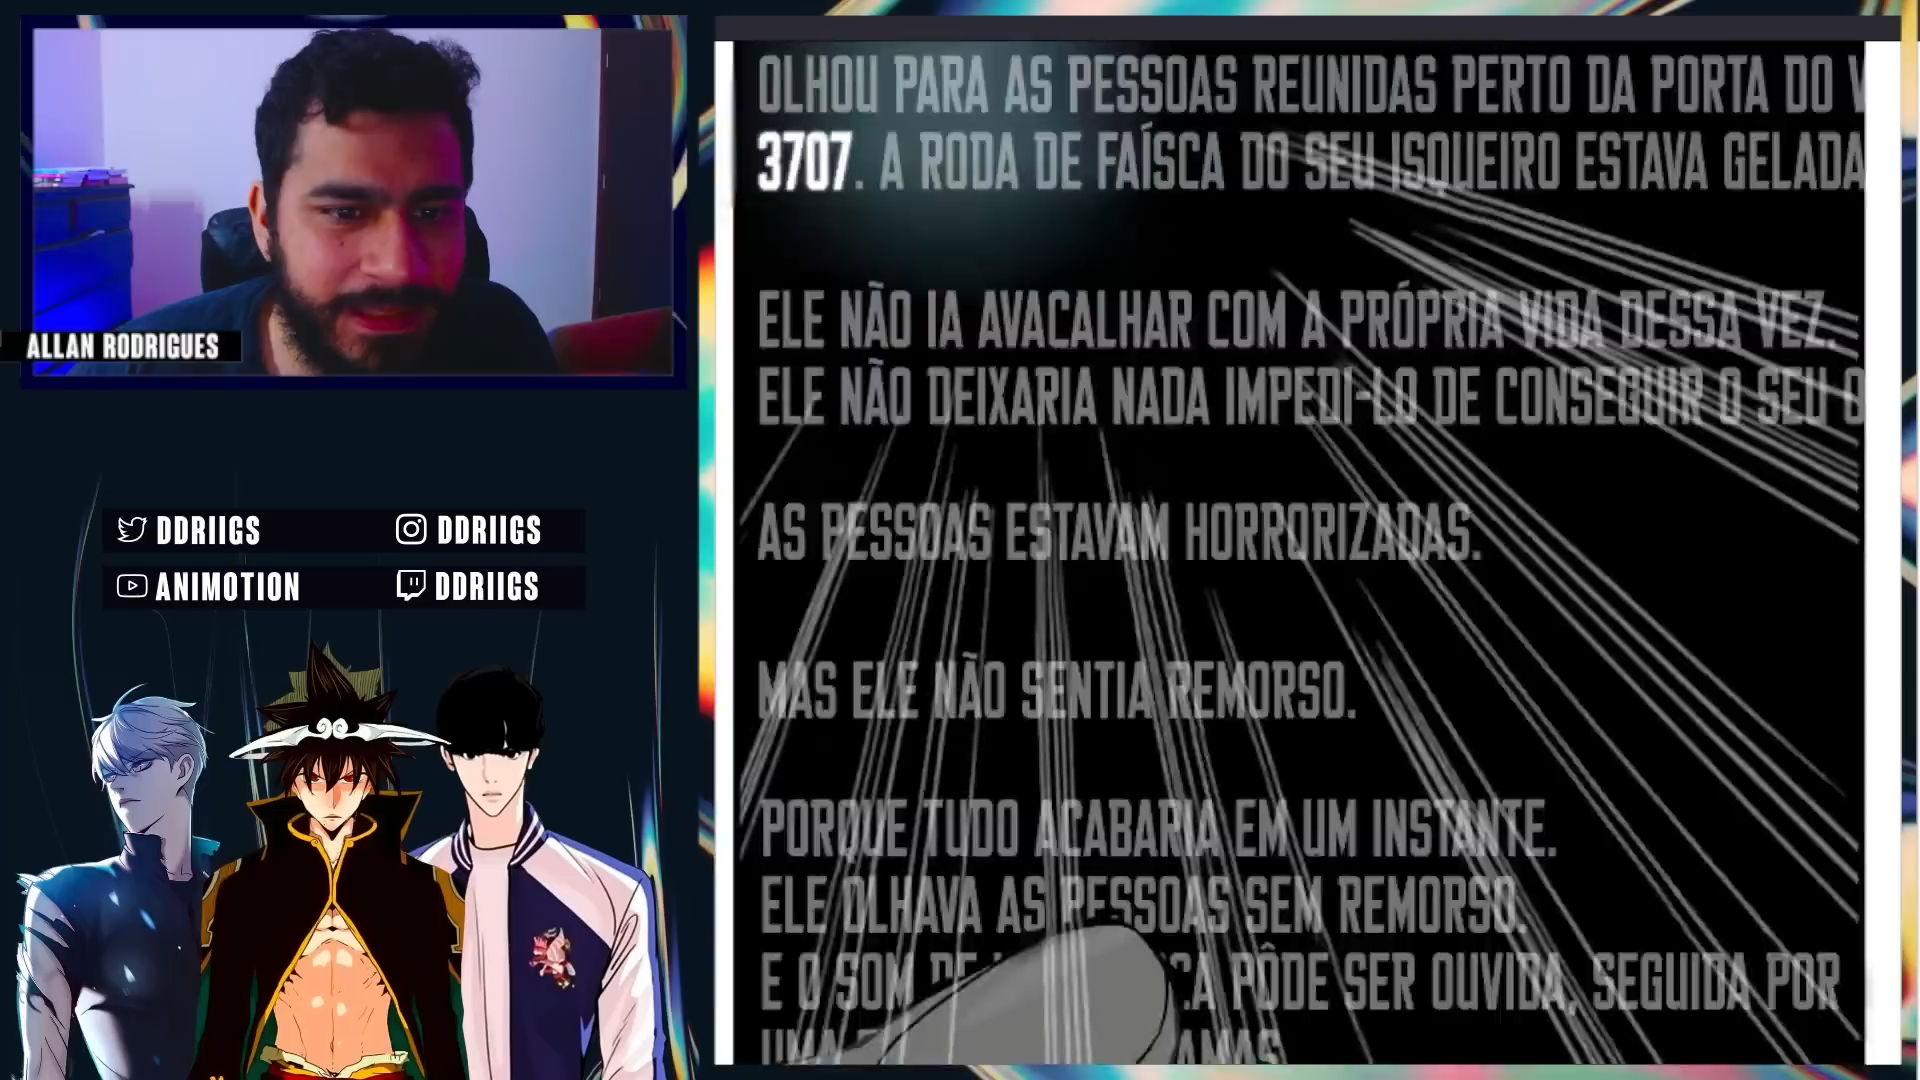 OLHOU PARA AS PESSOAS REUNIDAS PERTO DA PORTA DO
3707. A RODA DE FAÍSCA DO SEU ISQUEIRO ESTAVA GELADA
ELE NÃO IA AVACALHAR COM A PRÓPRIA VIDA DESSA VEZ.
ELE NÃO DEIXARIA NADA IMPEDI-LO DE CONSEGUIR O SEU
AS PESSOAS ESTAVAM HORRORIZADAS.
MAS ELE NÃO SENTIA REMORSO.
PORQUE TUDO ACABARIA EM UM INSTANTE.
ELE OLHAVA AS PESSOAS SEM REMORSO.
E O SOM DE PÔDE SER OUVIDA, SEGUIDA POR
UMA
ALLAN RODRIGUES
DDRIIGS
DDRIIGS
ANIMOTION
DDRIIGS